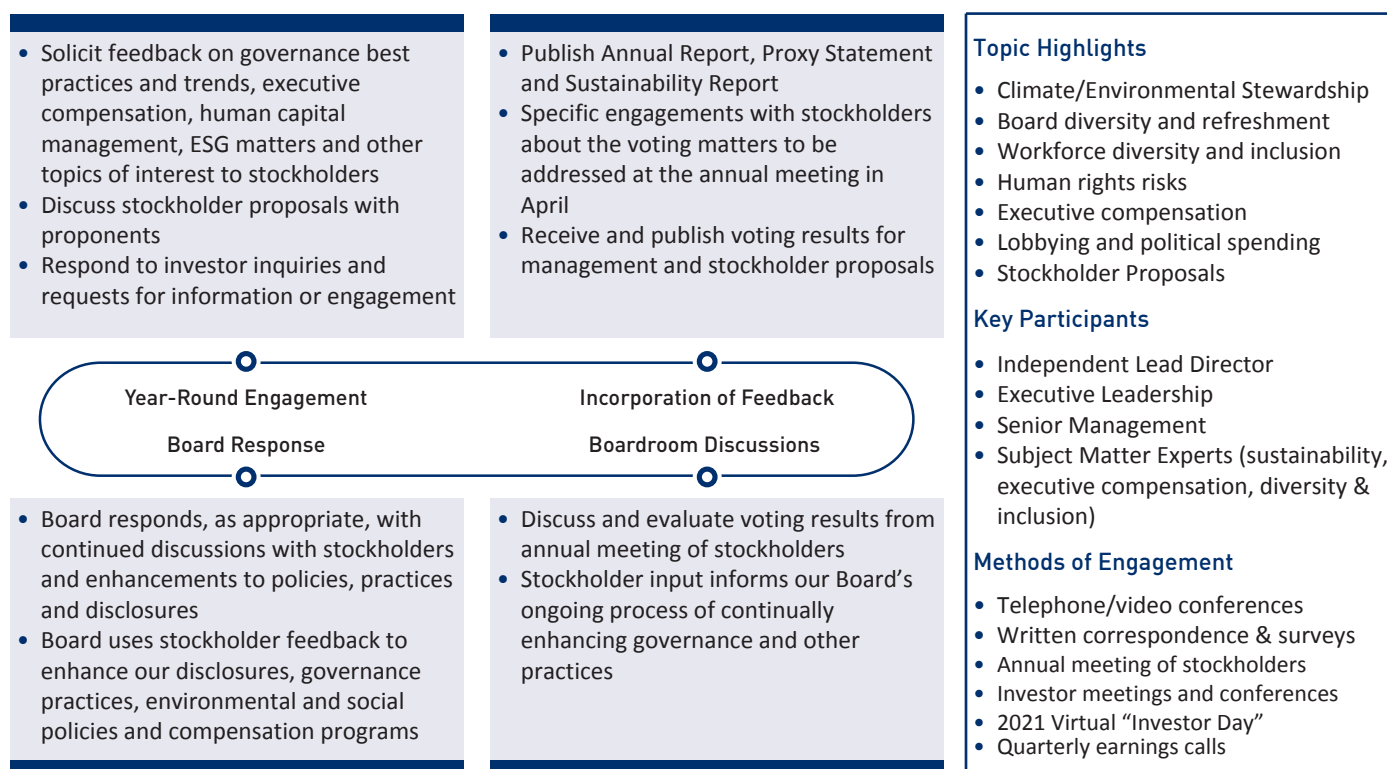 • Solicit feedback on governance best
practices and trends, executive
compensation, human capital
management, ESG matters and other
topics of interest to stockholders
• Discuss stockholder proposals with
proponents
• Respond to investor inquiries and
requests for information or engagement
• Publish Annual Report, Proxy Statement
and Sustainability Report
• Specific engagements with stockholders
about the voting matters to be
addressed at the annual meeting in
April
• Receive and publish voting results for
management and stockholder proposals
Year-Round Engagement
Incorporation of Feedback
Board Response
Boardroom Discussions
• Board responds, as appropriate, with
continued discussions with stockholders
and enhancements to policies, practices
and disclosures
• Board uses stockholder feedback to
enhance our disclosures, governance
practices, environmental and social
policies and compensation programs
• Discuss and evaluate voting results from
annual meeting of stockholders
• Stockholder input informs our Board’s
ongoing process of continually
enhancing governance and other
practices
Topic Highlights
• Climate/Environmental Stewardship
• Board diversity and refreshment
• Workforce diversity and inclusion
• Human rights risks
• Executive compensation
• Lobbying and political spending
• Stockholder Proposals
Key Participants
• Independent Lead Director
• Executive Leadership
• Senior Management
• Subject Matter Experts (sustainability,
executive compensation, diversity &
inclusion)
Methods of Engagement
• Telephone/video conferences
• Written correspondence & surveys
• Annual meeting of stockholders
• Investor meetings and conferences
• 2021 Virtual “Investor Day”
• Quarterly earnings calls